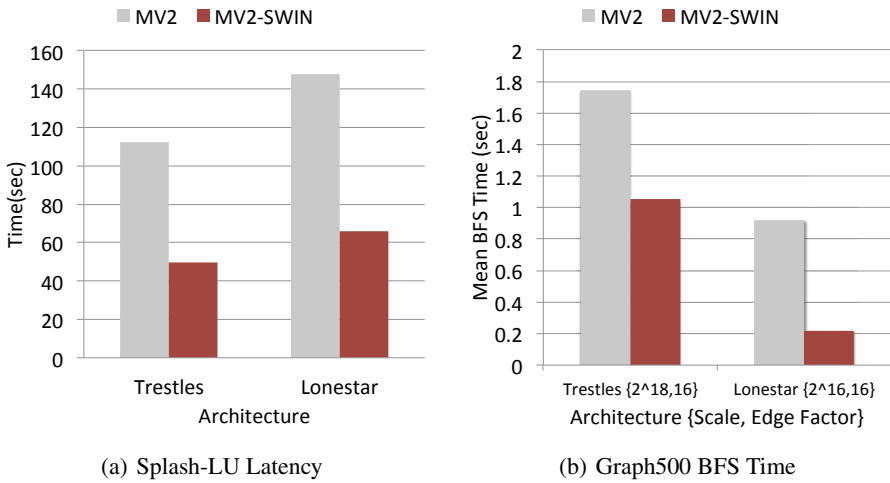 MV2 MV2-SWIN
Time(sec)
160
140
120
100
80
60
40
20
0
Trestles Lonestar
Architecture
(a) Splash-LU Latency
MV2 MV2-SWIN
Mean BFS Time (sec)
2
1.8
1.6
1.4
1.2
1
0.8
0.6
0.4
0.2
0
Trestles {2^18,16} Lonestar {2^16,16}
Architecture {Scale, Edge Factor}
(b) Graph500 BFS Time